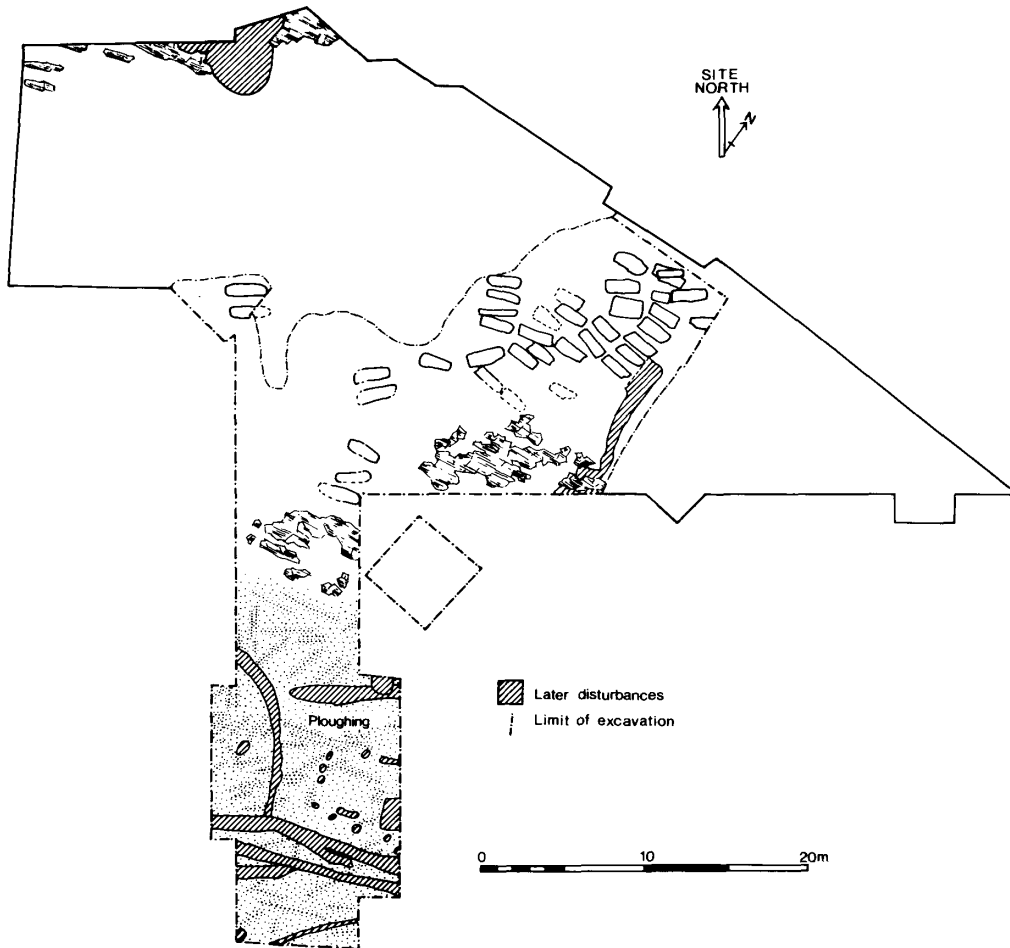 SITE
NORTH
N
Later disturbances
Limit of excavation
Ploughing
0 10 20m